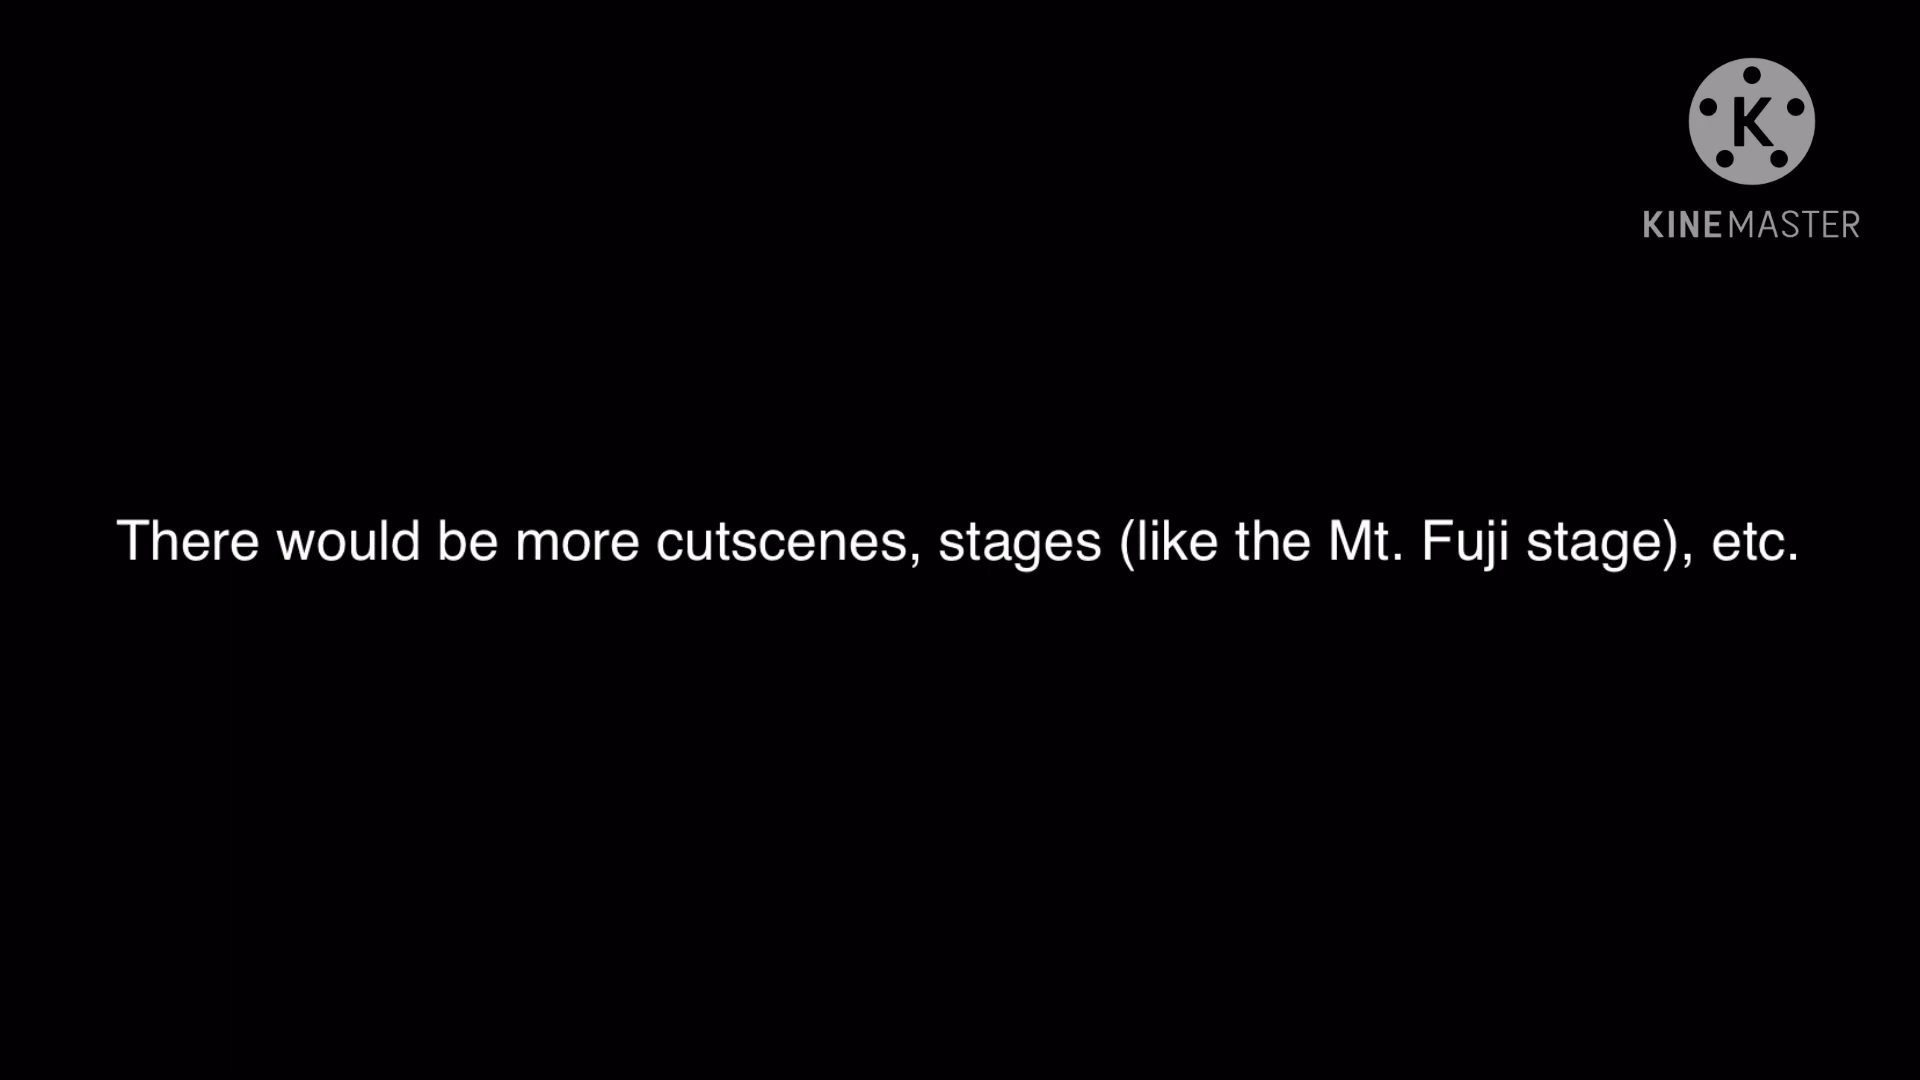 K
KINEMASTER
There would be more cutscenes, stages (like the Mt. Fuji stage), etc.